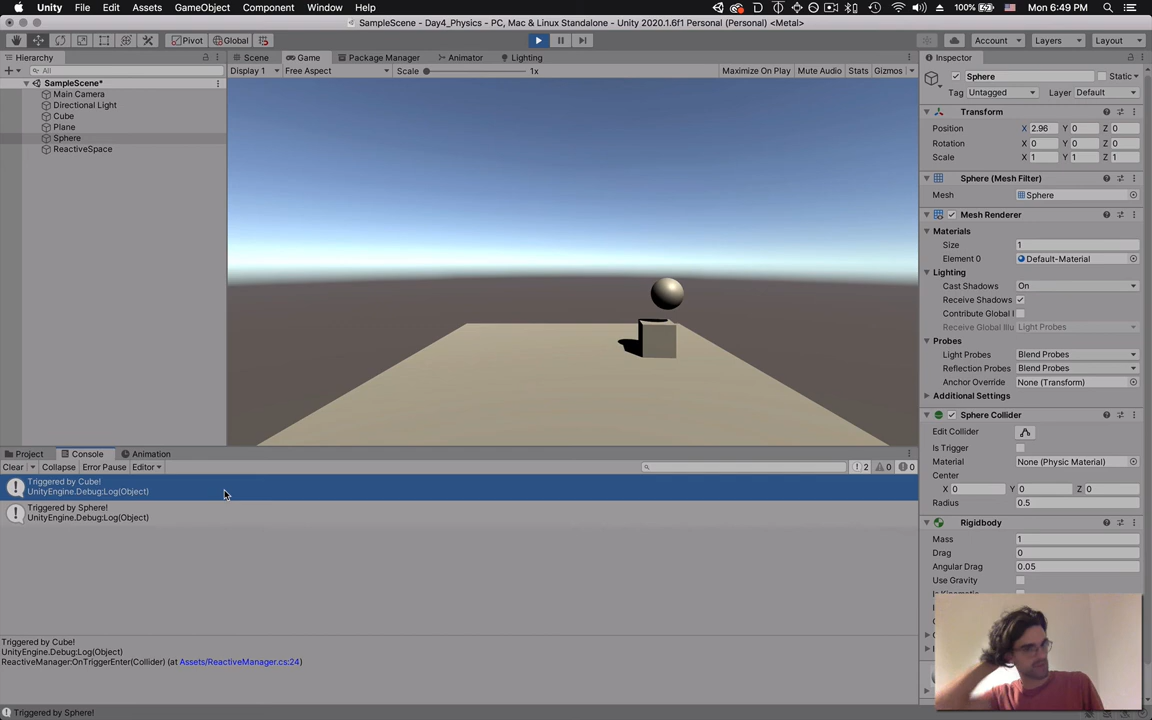 Unity File Edit Assets GameObject Component Window Help 100% Mon 6:49 PM
SampleScene - Day4_Physics - PC, Mac & Linux Standalone - Unity 2020.1.6f1 Personal (Personal) <Metal>
Pivot Global Account Layers Layout
Hierarchy Scene Game Package Manager Animator Lighting Inspector
All Display 1 Free Aspect Scale 1x Maximize On Play Mute Audio Stats Gizmos
Sphere Static
SampleScene*
Tag Untagged Layer Default
Main Camera
Directional Light
Cube
Plane
Sphere
ReactiveSpace
Transform
Position X 2.96 Y 0 Z 0
Rotation X 0 Y 0 Z 0
Scale X 1 Y 1 Z 1
Sphere (Mesh Filter)
Mesh Sphere
Mesh Renderer
Materials
Size 1
Element 0 Default-Material
Lighting
Cast Shadows On
Receive Shadows
Contribute Global I
Receive Global Illu Light Probes
Probes
Light Probes Blend Probes
Reflection Probes Blend Probes
Anchor Override None (Transform)
Additional Settings
Sphere Collider
Edit Collider
Is Trigger
Material None (Physic Material)
Center
X 0 Y 0 Z 0
Radius 0.5
Rigidbody
Mass 1
Drag 0
Angular Drag 0.05
Use Gravity
Project Console Animation
Clear Collapse Error Pause Editor 2 0 0
Triggered by Cube!
UnityEngine.Debug:Log(Object)
Triggered by Sphere!
UnityEngine.Debug:Log(Object)
Triggered by Cube!
UnityEngine.Debug:Log(Object)
ReactiveManager:OnTriggerEnter(Collider) (at Assets/ReactiveManager.cs:24)
Triggered by Sphere!